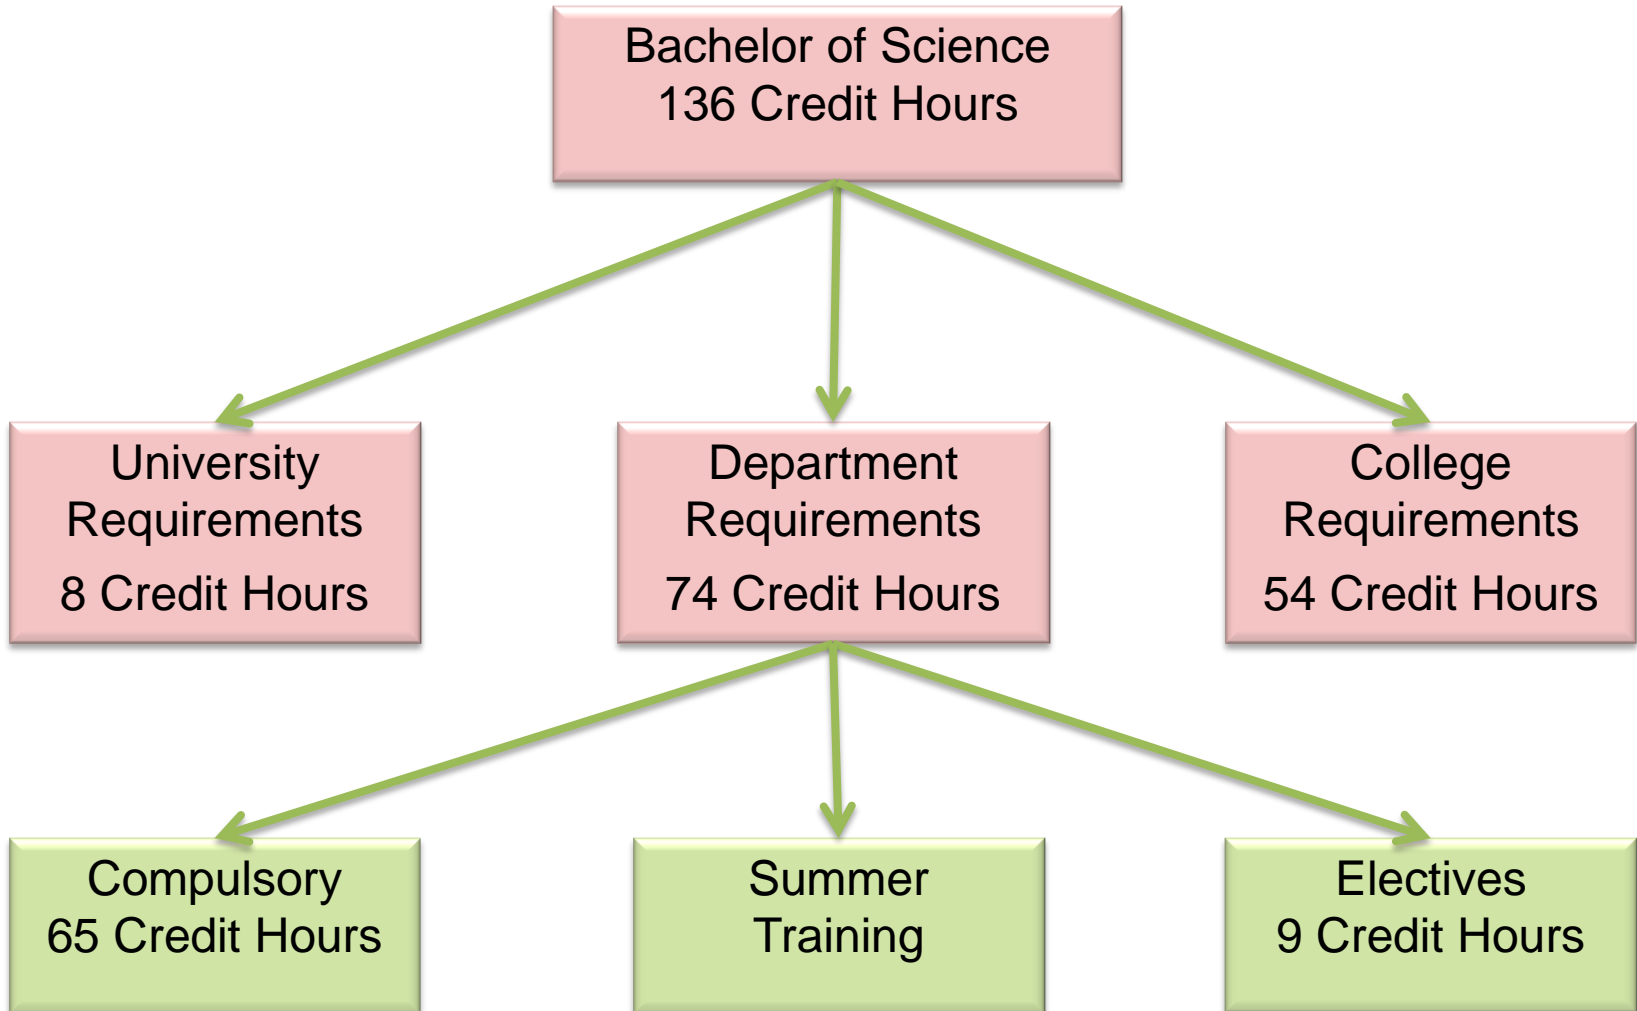 Bachelor of Science
136 Credit Hours
University
Requirements
8 Credit Hours
Department
Requirements
74 Credit Hours
College
Requirements
54 Credit Hours
Compulsory
65 Credit Hours
Summer
Training
Electives
9 Credit Hours